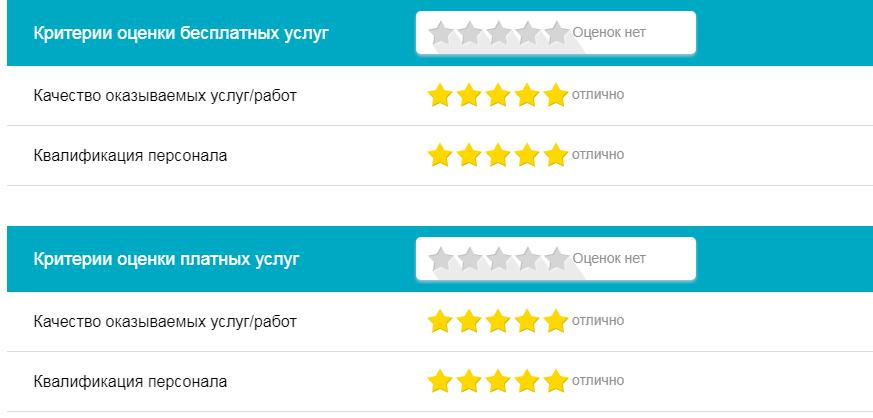 Критерии оценки бесплатных услуг Оценок нет
Качество оказываемых услуг/работ отлично
Квалификация персонала отлично
Критерии оценки платных услуг Оценок нет
Качество оказываемых услуг/работ отлично
Квалификация персонала отлично